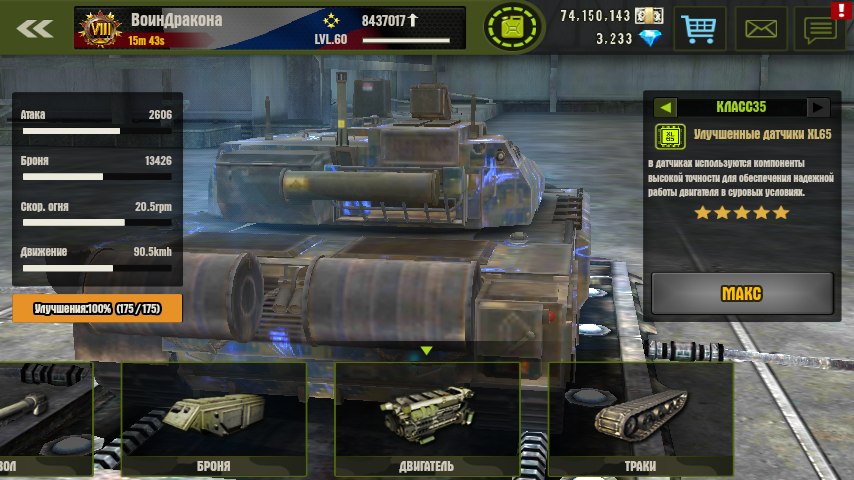 VIII
ВоинДракона
15m 43s
LVL.60
8437017
74,150,143
3,233
!
Атака 2606
Броня 13426
Скор. огня 20.5rpm
Движение 90.5kmh
Улучшения:100% (175/175)
КЛАСС35
XL
65
Улучшенные датчики XL65
В датчиках используются компоненты
высокой точности для обеспечения надежной
работы двигателя в суровых условиях.
МАКС
ВОЛ
БРОНЯ
ДВИГАТЕЛЬ
ТРАКИ